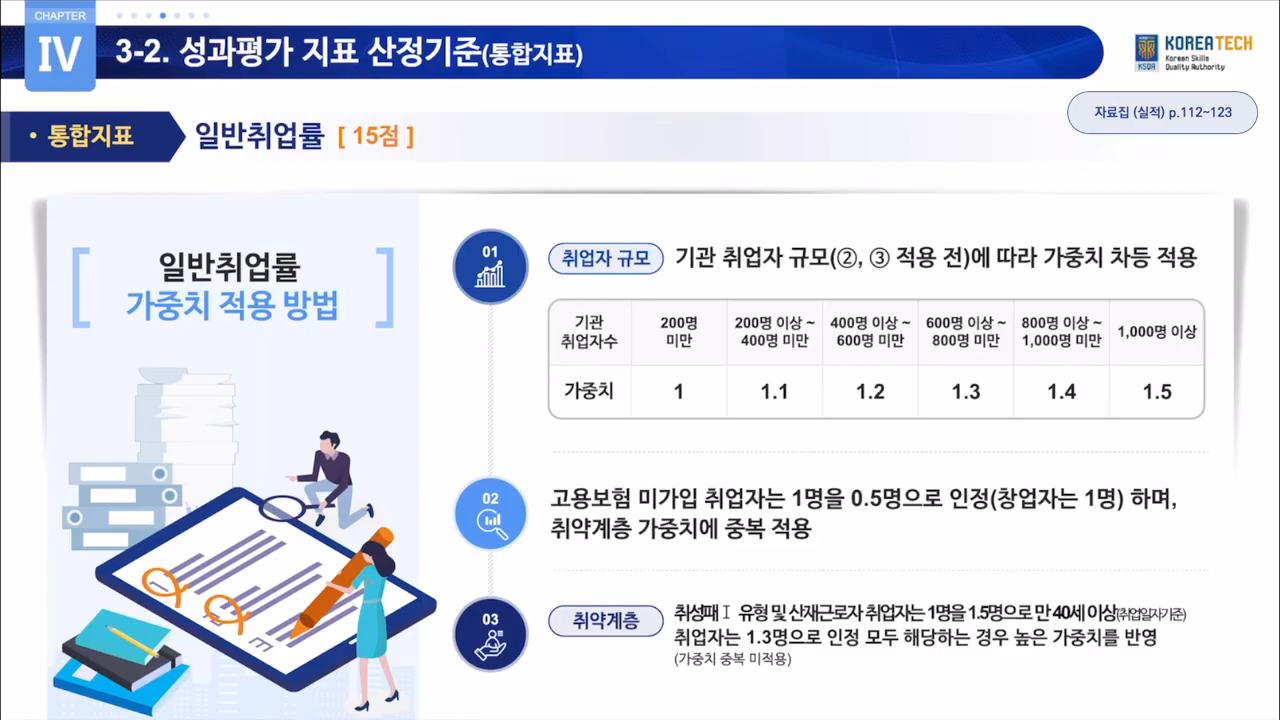 CHAPTER
IV
3-2. 성과평가 지표 산정기준(통합지표)
KSQA
KOREATECH
Korean Skills
Quality Authority
자료집 (실적) p.112~123
• 통합지표
일반취업률 [ 15점 ]
일반취업률
가중치 적용 방법
01
취업자 규모 기관 취업자 규모(②, ③ 적용 전)에 따라 가중치 차등 적용
기관 취업자수 200명 미만 200명 이상 ~ 400명 미만 400명 이상 ~ 600명 미만 600명 이상 ~ 800명 미만 800명 이상 ~ 1,000명 미만 1,000명 이상
가중치 1 1.1 1.2 1.3 1.4 1.5
02
고용보험 미가입 취업자는 1명을 0.5명으로 인정(창업자는 1명) 하며,
취약계층 가중치에 중복 적용
03
취약계층 취성패Ⅰ 유형 및 산재근로자 취업자는 1명을 1.5명으로 만 40세 이상(취업일자 기준)
취업자는 1.3명으로 인정 모두 해당하는 경우 높은 가중치를 반영
(가중치 중복 미적용)